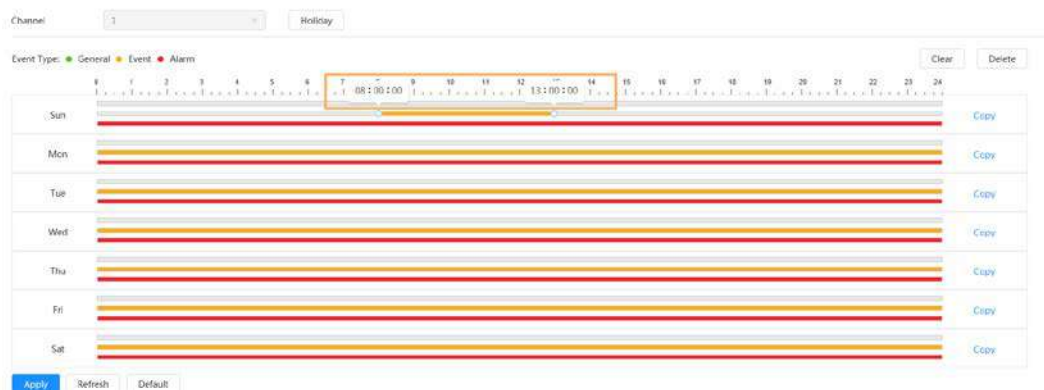 Channel 1 Holiday
Event Type: General Event Alarm Clear Delete
0 1 2 3 4 5 6 7 9 10 11 12 14 15 16 17 18 19 20 21 22 23 24
08:00:00 13:00:00
Sun Copy
Mon Copy
Tue Copy
Wed Copy
Thu Copy
Fri Copy
Sat Copy
Apply Refresh Default